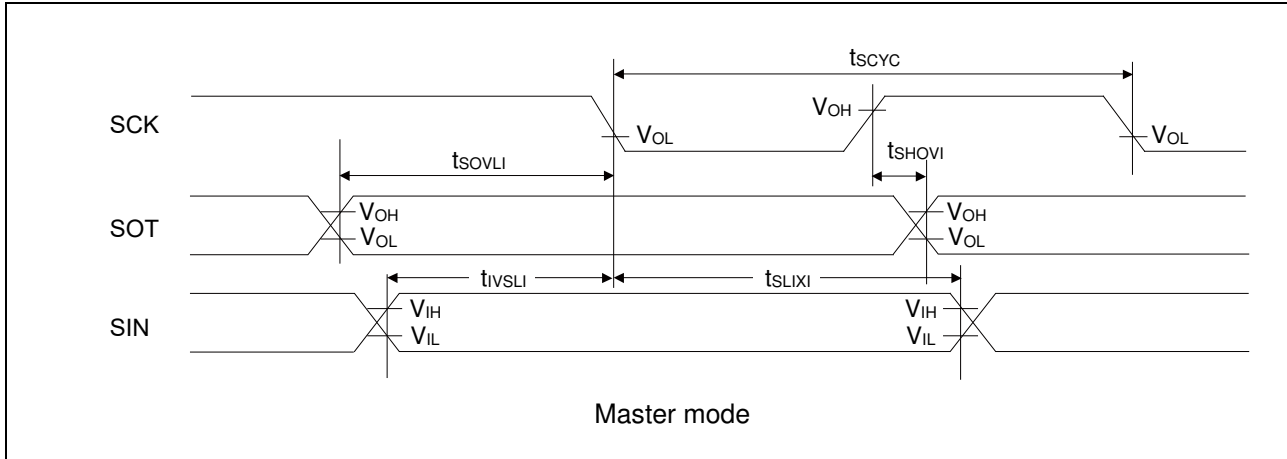 tSCYC
SCK
VOH
VOL
VOL
tSHOVI
tSOVLI
SOT
VOH
VOL
VOH
VOL
tIVSLI
tSLIXI
SIN
VIH
VIL
VIH
VIL
Master mode